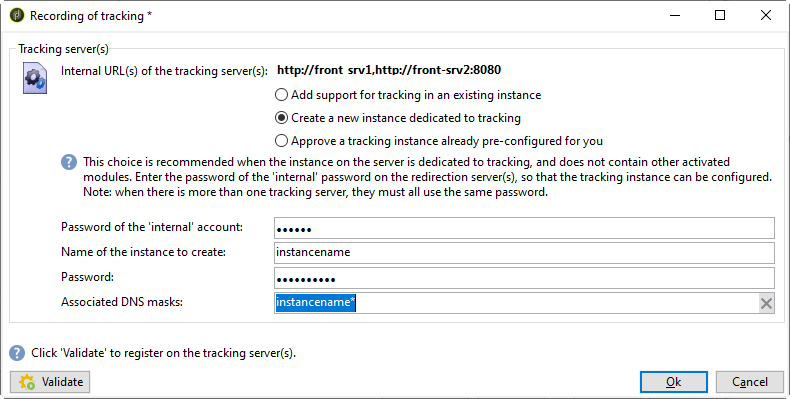 Recording of tracking *
Tracking server(s)
Internal URL(s) of the tracking server(s): http://front srv1,http://front-srv2:8080
Add support for tracking in an existing instance
Create a new instance dedicated to tracking
Approve a tracking instance already pre-configured for you
This choice is recommended when the instance on the server is dedicated to tracking, and does not contain other activated
modules. Enter the password of the 'internal' password on the redirection server(s), so that the tracking instance can be configured.
Note: when there is more than one tracking server, they must all use the same password.
Password of the 'internal' account: ••••••
Name of the instance to create: instancename
Password: ••••••••••
Associated DNS masks: instancename*
Click 'Validate' to register on the tracking server(s).
Validate Ok Cancel